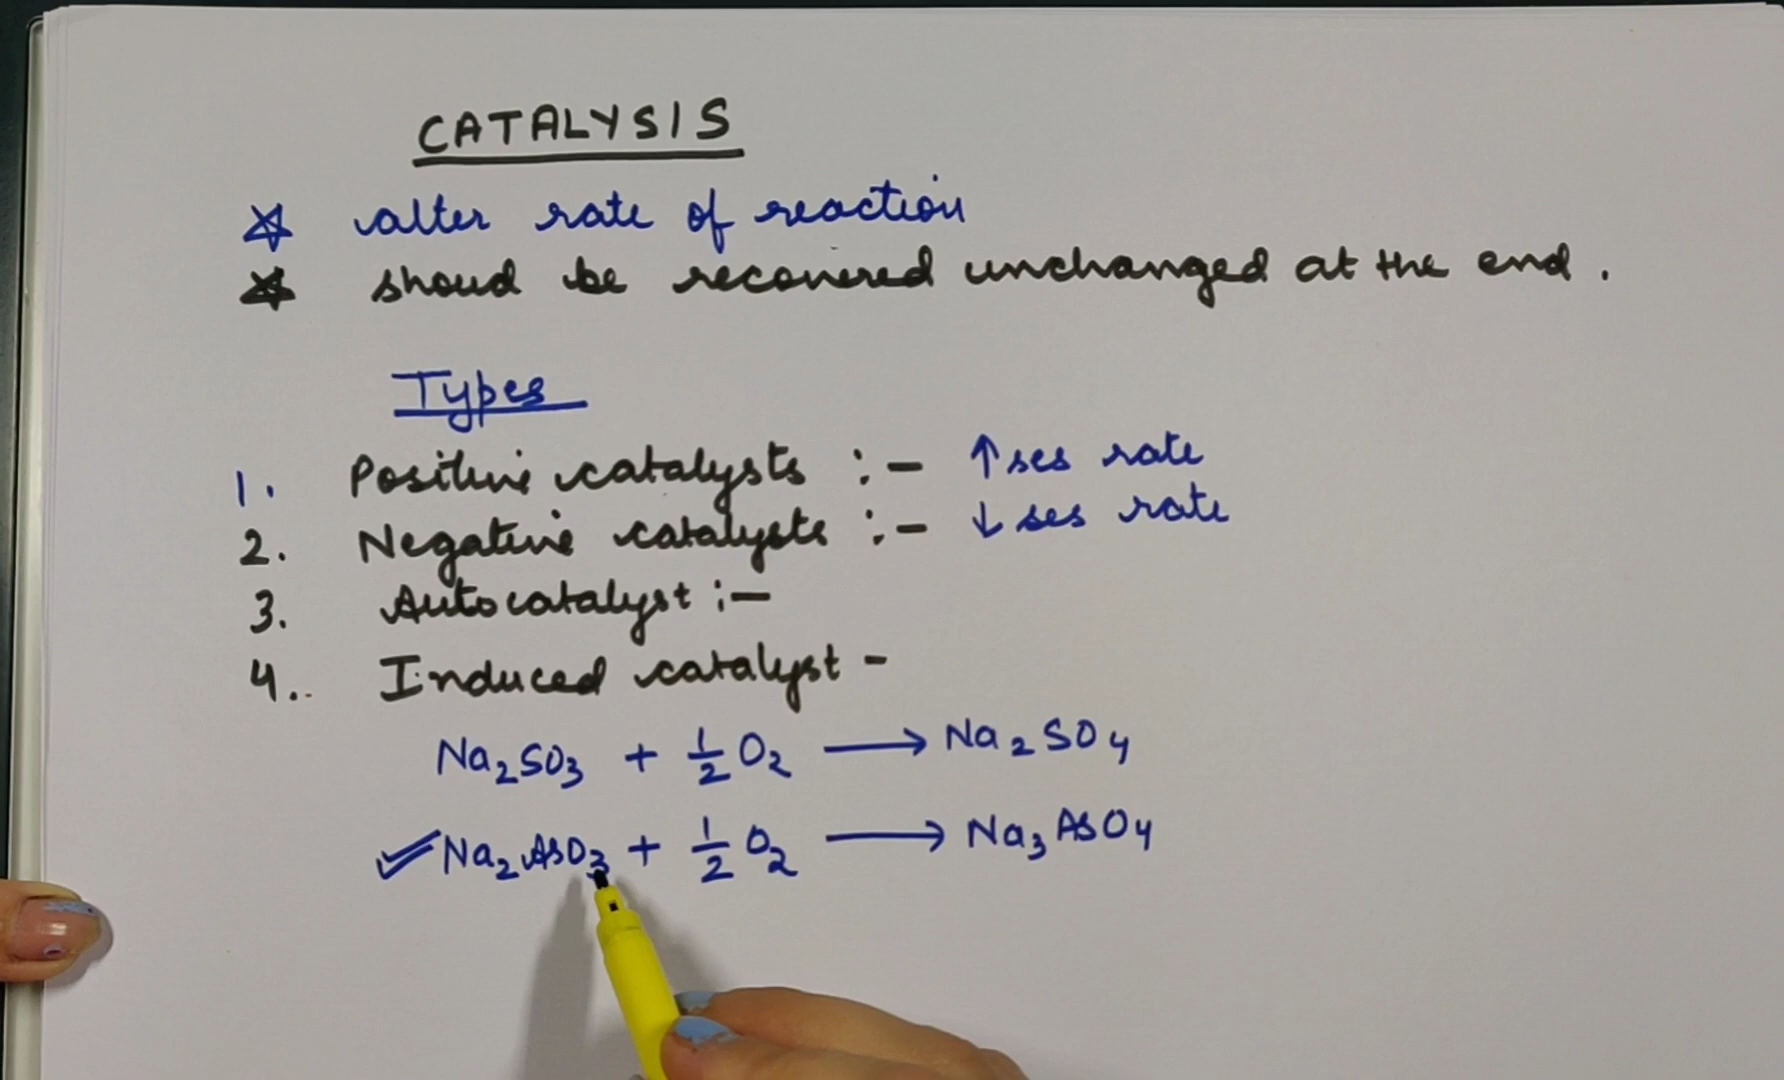 CATALYSIS
☆ alter rate of reaction
☆ shoud be recovered unchanged at the end .
Types
1. Positive catalysts :- ↑ses rate
2. Negative catalysts :- ↓ses rate
3. Autocatalyst :-
4. Induced catalyst -
Na₂SO₃ + 1/2 O₂ → Na₂SO₄
✓ Na₂AsO₃ + 1/2 O₂ → Na₃AsO₄